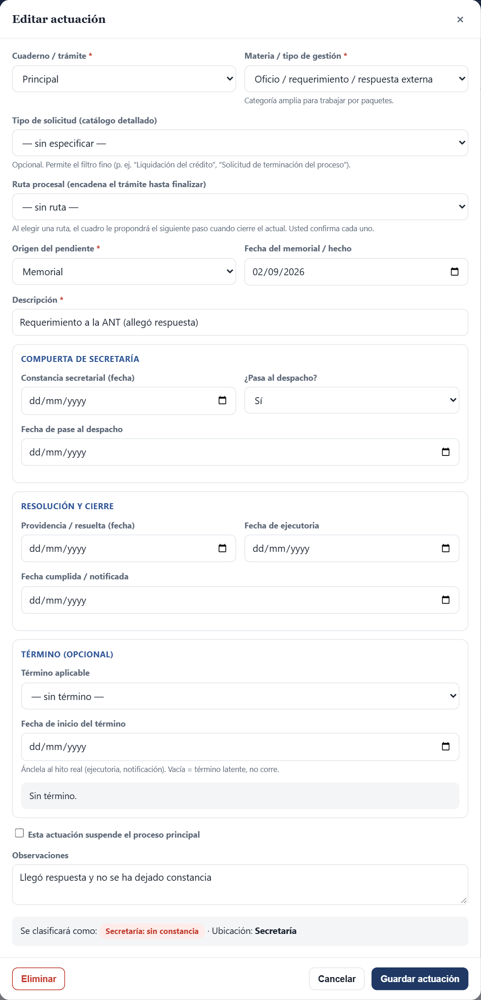 Editar actuación
×
Cuaderno / trámite *
Materia / tipo de gestión *
Principal
Oficio / requerimiento / respuesta externa
Categoría amplia para trabajar por paquetes.
Tipo de solicitud (catálogo detallado)
— sin especificar —
Opcional. Permite el filtro fino (p. ej. “Liquidación del crédito”, “Solicitud de terminación del proceso”).
Ruta procesal (encadena el trámite hasta finalizar)
— sin ruta —
Al elegir una ruta, el cuadro le propondrá el siguiente paso cuando cierre el actual. Usted confirma cada uno.
Origen del pendiente *
Fecha del memorial / hecho
Memorial
02/09/2026
Descripción *
Requerimiento a la ANT (allegó respuesta)
COMPUERTA DE SECRETARÍA
Constancia secretarial (fecha)
¿Pasa al despacho?
dd/mm/yyyy
Sí
Fecha de pase al despacho
dd/mm/yyyy
RESOLUCIÓN Y CIERRE
Providencia / resuelta (fecha)
Fecha de ejecutoria
dd/mm/yyyy
dd/mm/yyyy
Fecha cumplida / notificada
dd/mm/yyyy
TÉRMINO (OPCIONAL)
Término aplicable
— sin término —
Fecha de inicio del término
dd/mm/yyyy
Ánclela al hito real (ejecutoria, notificación). Vacía = término latente, no corre.
Sin término.
Esta actuación suspende el proceso principal
Observaciones
Llegó respuesta y no se ha dejado constancia
Se clasificará como: Secretaría: sin constancia · Ubicación: Secretaría
Eliminar
Cancelar
Guardar actuación